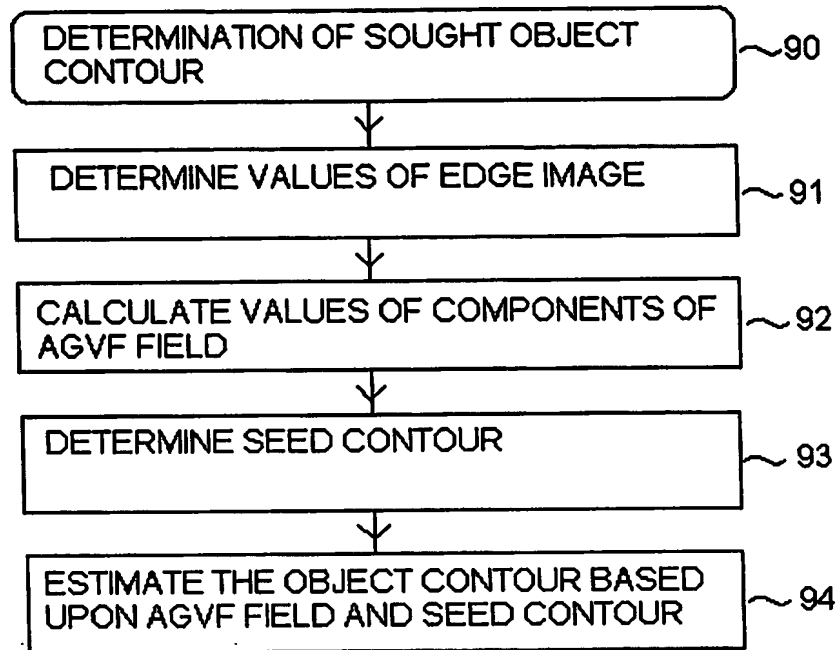 DETERMINATION OF SOUGHT OBJECT
CONTOUR
90
DETERMINE VALUES OF EDGE IMAGE
91
CALCULATE VALUES OF COMPONENTS OF
AGVF FIELD
92
DETERMINE SEED CONTOUR
93
ESTIMATE THE OBJECT CONTOUR BASED
UPON AGVF FIELD AND SEED CONTOUR
94